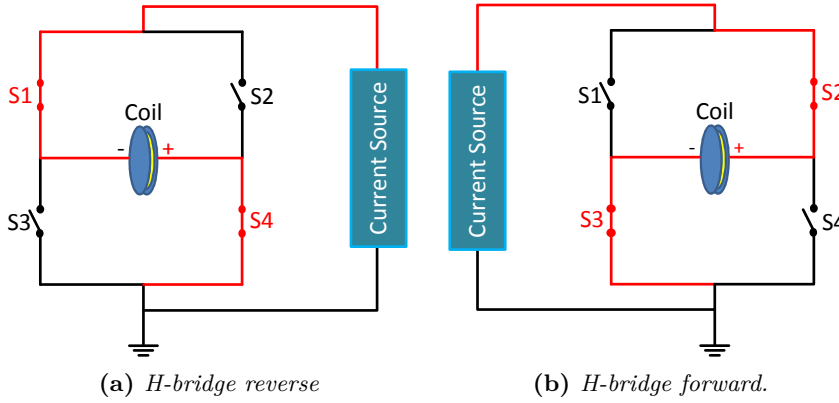 S1
S2
Coil
- +
S3
S4
Current Source
(a) H-bridge reverse
Current Source
S1
S2
Coil
- +
S3
S4
(b) H-bridge forward.